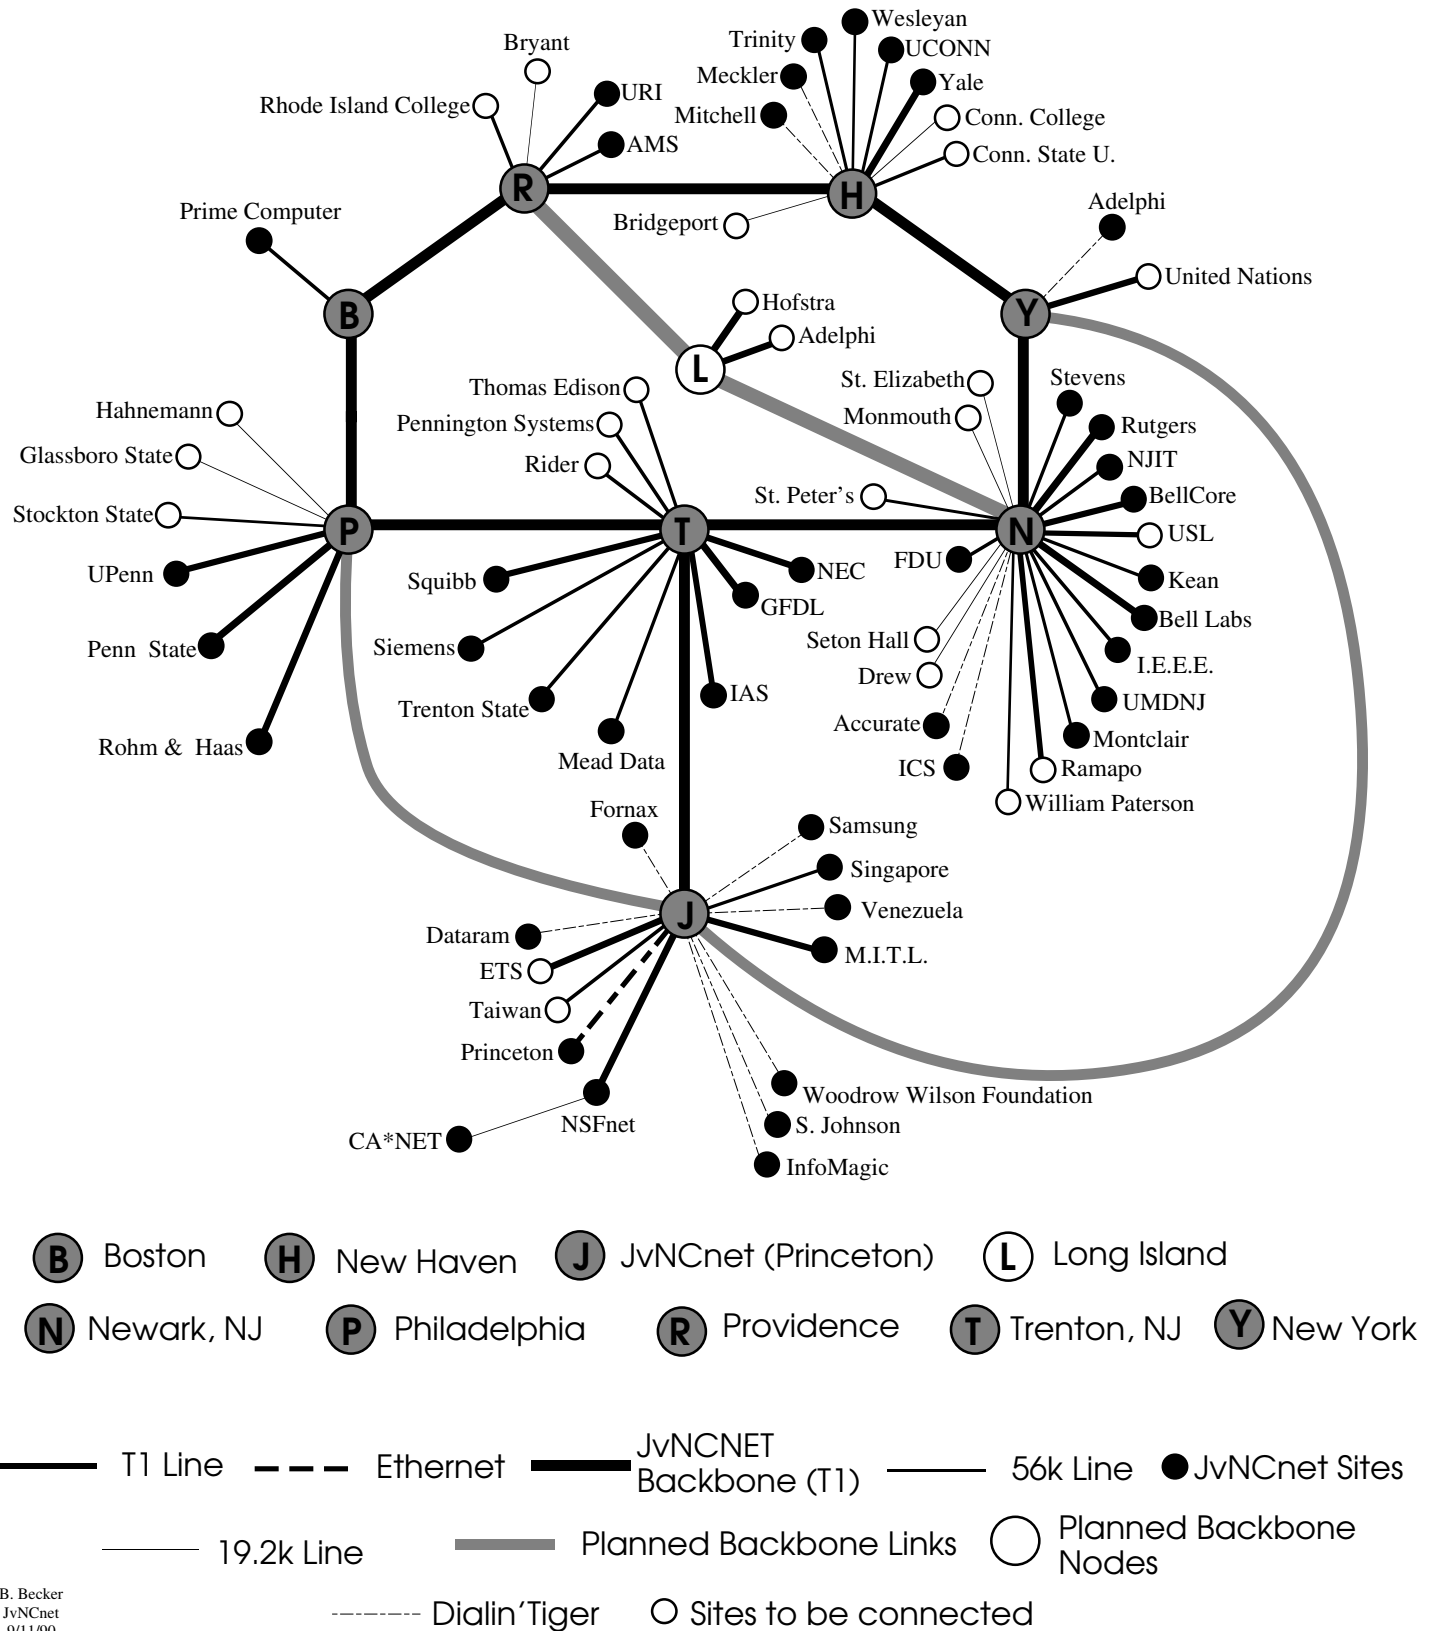 Wesleyan
Trinity
UCONN
Bryant
Meckler
Yale
Rhode Island College
URI
Mitchell
Conn. College
AMS
Conn. State U.
R
H
Adelphi
Prime Computer
Bridgeport
United Nations
B
Y
Hofstra
Adelphi
L
St. Elizabeth
Stevens
Thomas Edison
Monmouth
Hahnemann
Pennington Systems
Rutgers
Glassboro State
Rider
NJIT
St. Peter's
BellCore
Stockton State
P
T
N
USL
UPenn
Squibb
NEC
FDU
Kean
GFDL
Bell Labs
Penn State
Siemens
Seton Hall
I.E.E.E.
Drew
Trenton State
IAS
UMDNJ
Accurate
Rohm & Haas
Montclair
Mead Data
ICS
Ramapo
William Paterson
Fornax
Samsung
Singapore
J
Venezuela
Dataram
M.I.T.L.
ETS
Taiwan
Princeton
Woodrow Wilson Foundation
NSFnet
S. Johnson
CA*NET
InfoMagic
B Boston
H New Haven
J JvNCnet (Princeton)
L Long Island
N Newark, NJ
P Philadelphia
R Providence
T Trenton, NJ
Y New York
T1 Line
Ethernet
JvNCNET
Backbone (T1)
56k Line
JvNCnet Sites
19.2k Line
Planned Backbone Links
Planned Backbone
Nodes
Dialin'Tiger
Sites to be connected
B. Becker
JvNCnet
9/11/90